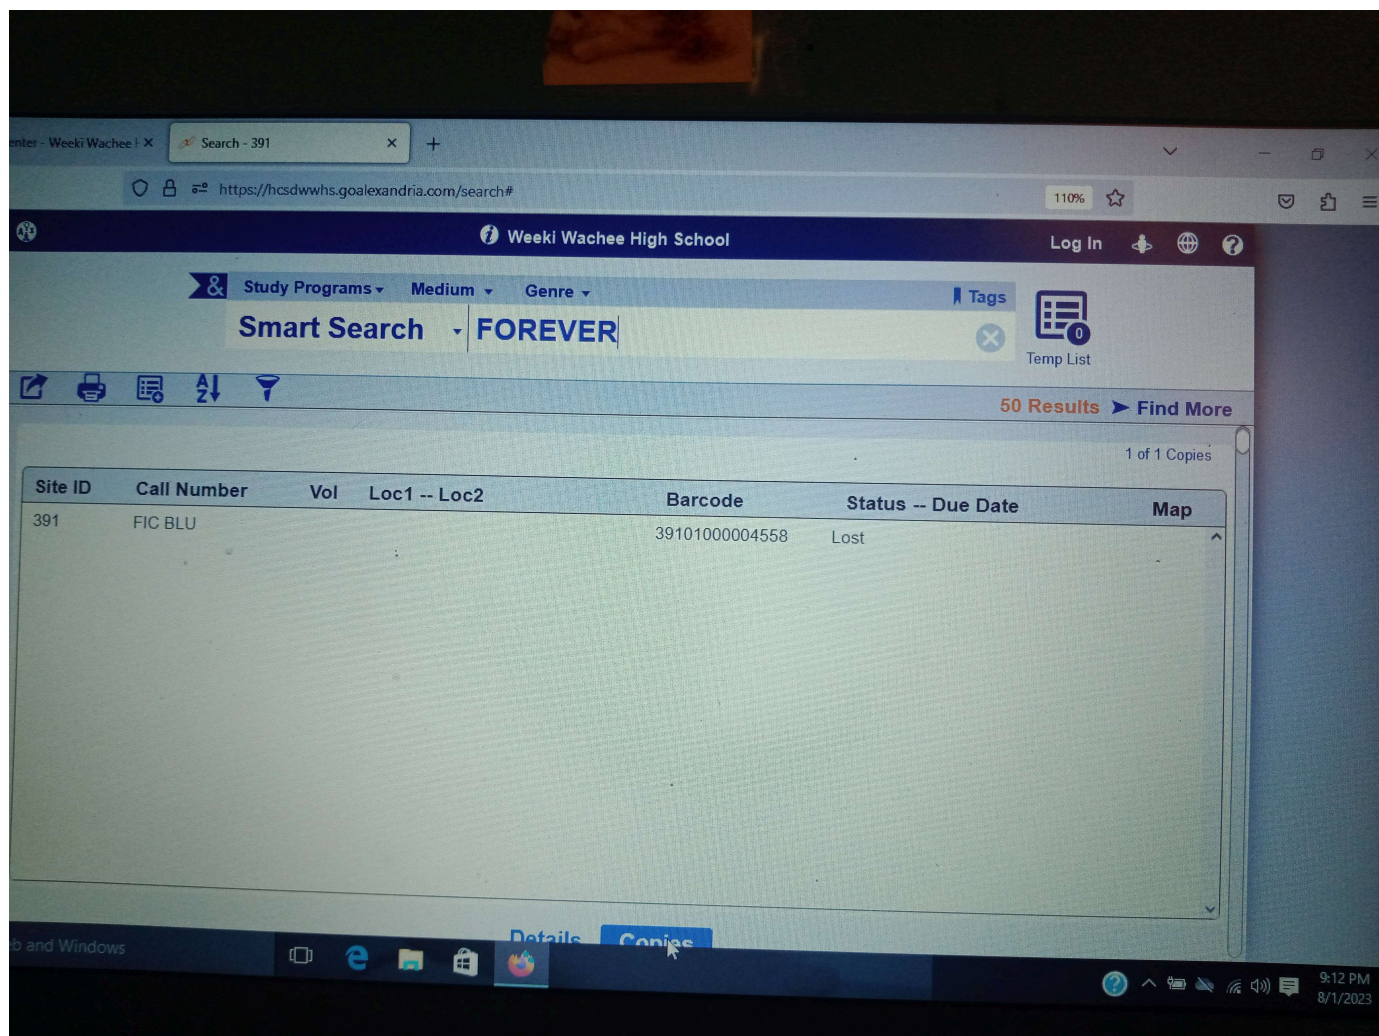 enter - Weeki Wachee H Search - 391
https://hcsdwwhs.goalexandria.com/search# 110%
Weeki Wachee High School Log In
& Study Programs Medium Genre Tags
Smart Search FOREVER
0
Temp List
50 Results Find More
1 of 1 Copies
Site ID Call Number Vol Loc1 -- Loc2 Barcode Status -- Due Date Map
391 FIC BLU 39101000004558 Lost
Details Copies
eb and Windows
9:12 PM
8/1/2023